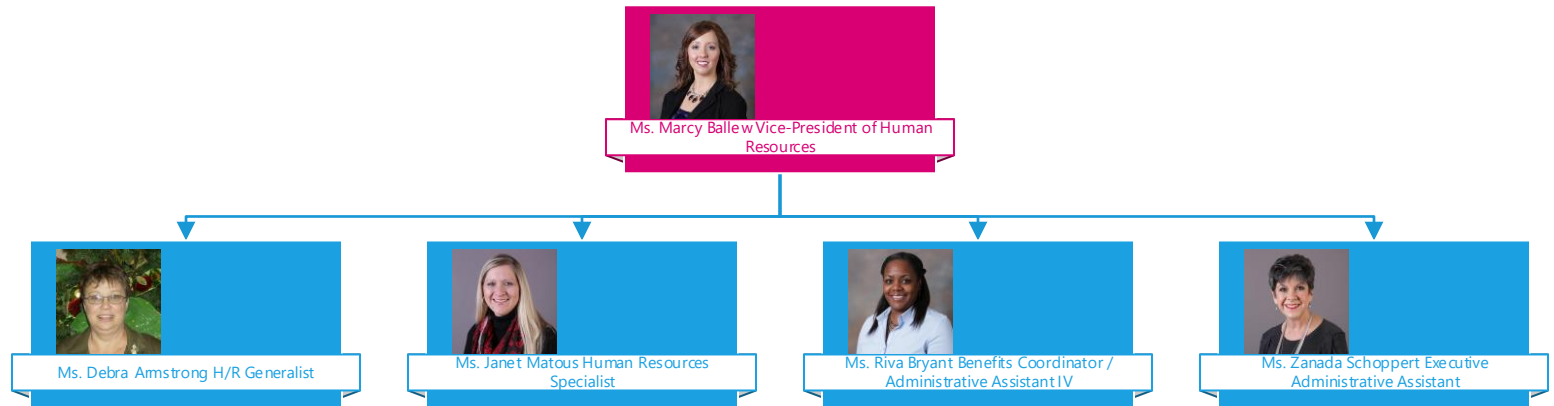 Ms. Marcy Ballew Vice-President of Human
Resources
Ms. Debra Armstrong H/R Generalist
Ms. Janet Matous Human Resources
Specialist
Ms. Riva Bryant Benefits Coordinator /
Administrative Assistant IV
Ms. Zanada Schoppert Executive
Administrative Assistant